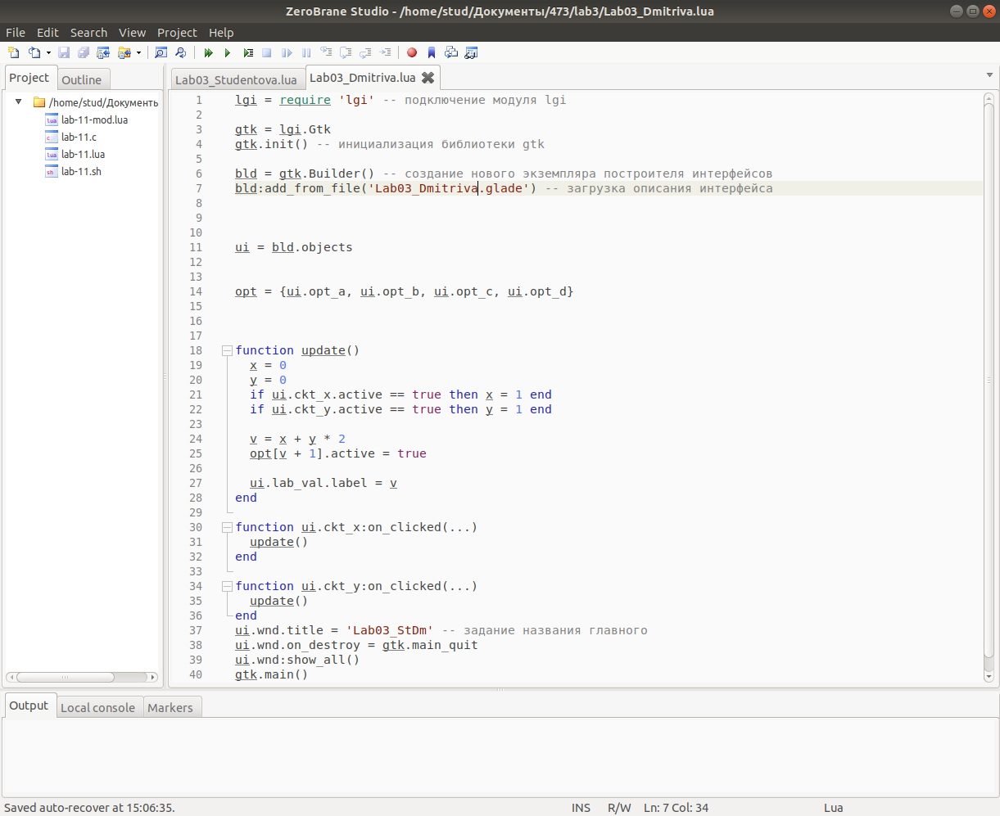 ZeroBrane Studio - /home/stud/Документы/473/lab3/Lab03_Dmitriva.lua
File Edit Search View Project Help
Project Outline
/home/stud/Документы
lab-11-mod.lua
lab-11.c
lab-11.lua
lab-11.sh
Lab03_Studentova.lua Lab03_Dmitriva.lua
1 lgi = require 'lgi' -- подключение модуля lgi
2
3 gtk = lgi.Gtk
4 gtk.init() -- инициализация библиотеки gtk
5
6 bld = gtk.Builder() -- создание нового экземпляра построителя интерфейсов
7 bld:add_from_file('Lab03_Dmitriva.glade') -- загрузка описания интерфейса
8
9
10
11 ui = bld.objects
12
13
14 opt = {ui.opt_a, ui.opt_b, ui.opt_c, ui.opt_d}
15
16
17
18 function update()
19 x = 0
20 y = 0
21 if ui.ckt_x.active == true then x = 1 end
22 if ui.ckt_y.active == true then y = 1 end
23
24 v = x + y * 2
25 opt[v + 1].active = true
26
27 ui.lab_val.label = v
28 end
29
30 function ui.ckt_x:on_clicked(...)
31 update()
32 end
33
34 function ui.ckt_y:on_clicked(...)
35 update()
36 end
37 ui.wnd.title = 'Lab03_StDm' -- задание названия главного
38 ui.wnd.on_destroy = gtk.main_quit
39 ui.wnd:show_all()
40 gtk.main()
Output Local console Markers
Saved auto-recover at 15:06:35. INS R/W Ln: 7 Col: 34 Lua